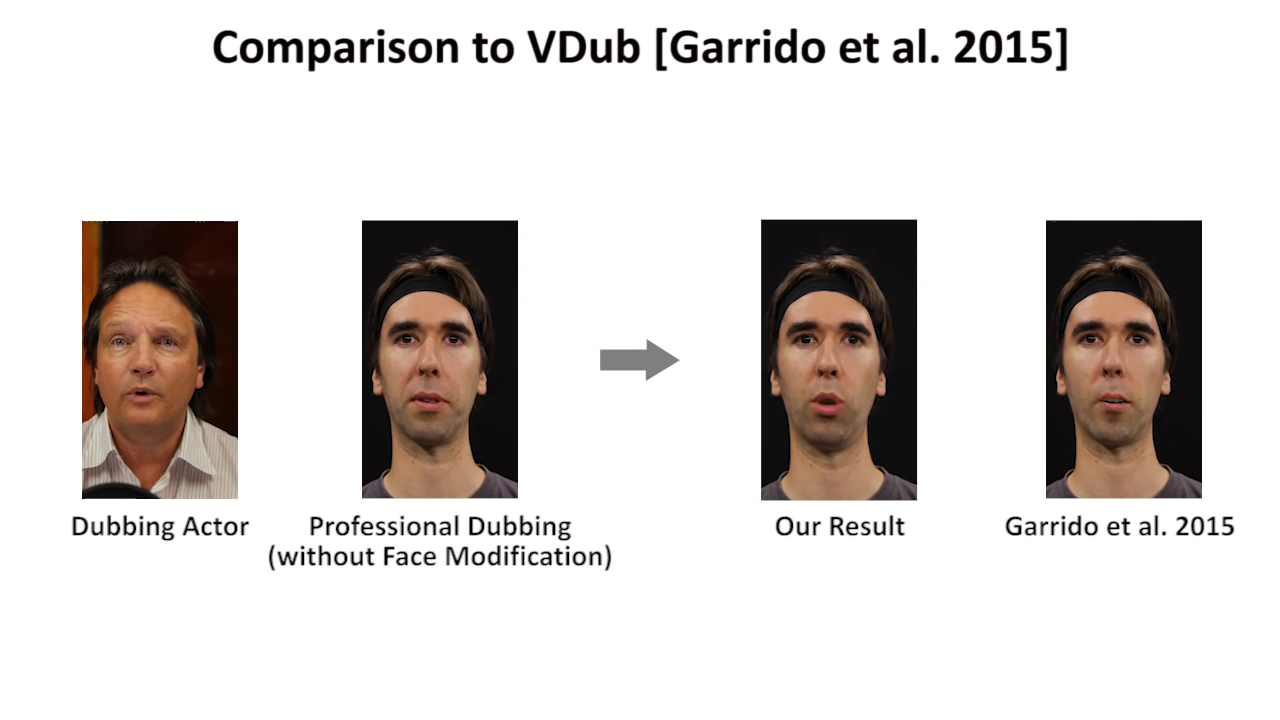 Comparison to VDub [Garrido et al. 2015]
Dubbing Actor
Professional Dubbing
(without Face Modification)
Our Result
Garrido et al. 2015